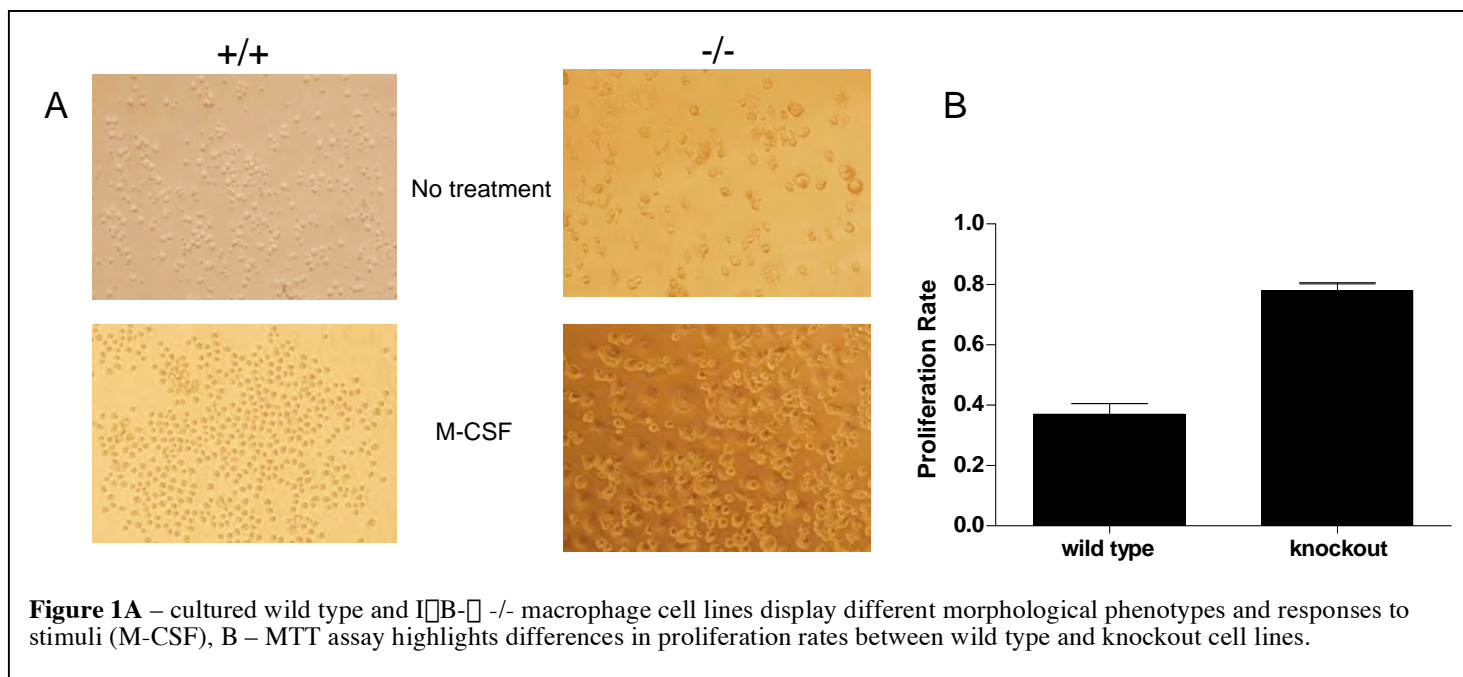 +/+
-/-
A
B
No treatment
M-CSF
1.0
0.8
0.6
0.4
0.2
0.0
Proliferation Rate
wild type
knockout
Figure 1A – cultured wild type and I□B-□ -/- macrophage cell lines display different morphological phenotypes and responses to
stimuli (M-CSF), B – MTT assay highlights differences in proliferation rates between wild type and knockout cell lines.